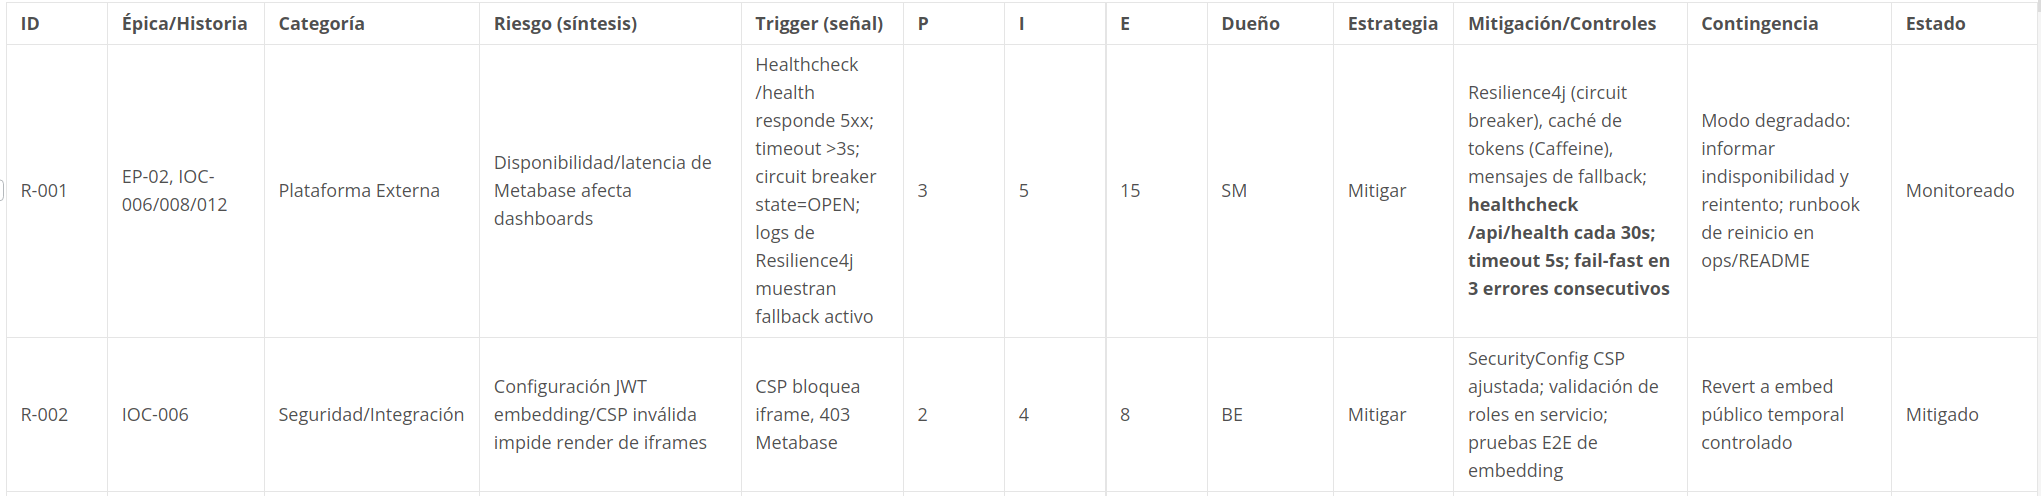 ID
Épica/Historia
Categoría
Riesgo (síntesis)
Trigger (señal)
P
I
E
Dueño
Estrategia
Mitigación/Controles
Contingencia
Estado
R-001
EP-02, IOC-
006/008/012
Plataforma Externa
Disponibilidad/latencia de
Metabase afecta
dashboards
Healthcheck
/health
responde 5xx;
timeout >3s;
circuit breaker
state=OPEN;
logs de
Resilience4j
muestran
fallback activo
3
5
15
SM
Mitigar
Resilience4j (circuit
breaker), caché de
tokens (Caffeine),
mensajes de fallback;
healthcheck
/api/health cada 30s;
timeout 5s; fail-fast en
3 errores consecutivos
Modo degradado:
informar
indisponibilidad y
reintento; runbook
de reinicio en
ops/README
Monitoreado
R-002
IOC-006
Seguridad/Integración
Configuración JWT
embedding/CSP inválida
impide render de iframes
CSP bloquea
iframe, 403
Metabase
2
4
8
BE
Mitigar
SecurityConfig CSP
ajustada; validación de
roles en servicio;
pruebas E2E de
embedding
Revert a embed
público temporal
controlado
Mitigado